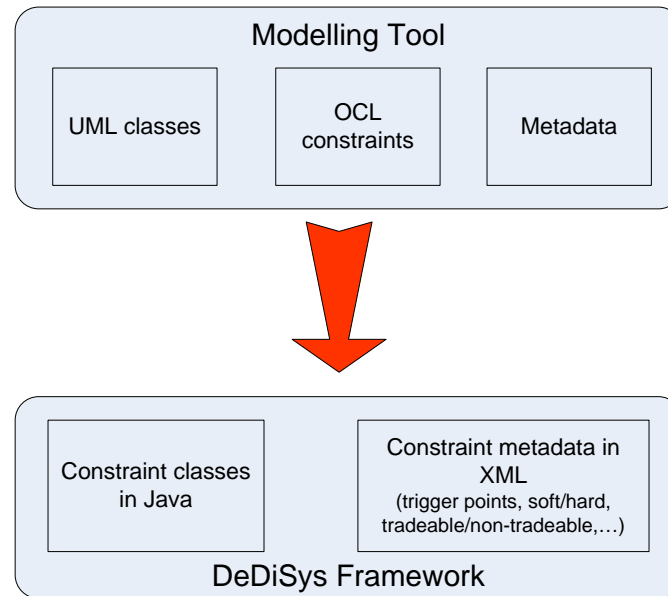 Modelling Tool
UML classes
OCL
constraints
Metadata
Constraint classes
in Java
Constraint metadata in
XML
(trigger points, soft/hard,
tradeable/non-tradeable,…)
DeDiSys Framework